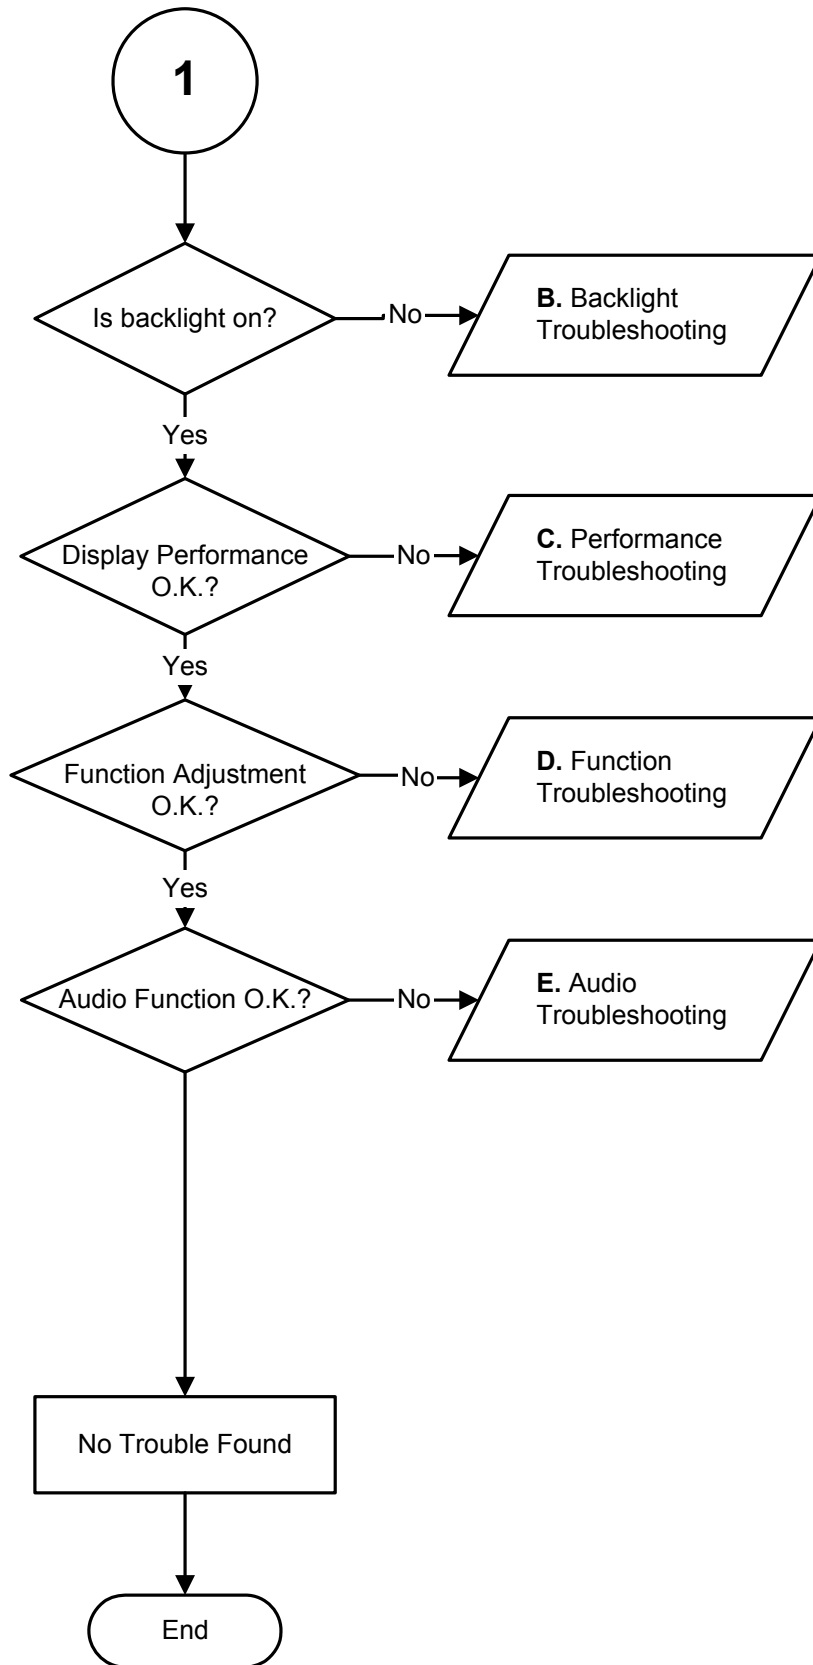 1
Is backlight on?
No
B. Backlight
Troubleshooting
Yes
Display Performance
O.K.?
No
C. Performance
Troubleshooting
Yes
Function Adjustment
O.K.?
No
D. Function
Troubleshooting
Yes
Audio Function O.K.?
No
E. Audio
Troubleshooting
No Trouble Found
End